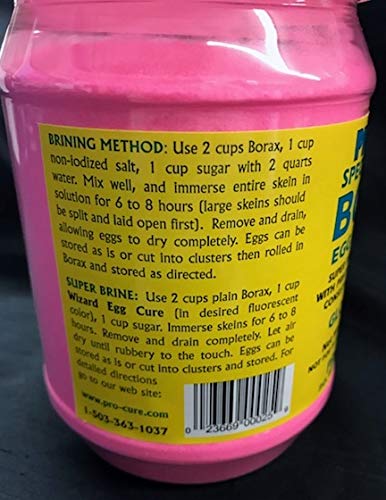 BRINING METHOD: Use 2 cups Borax, 1 cup
non-iodized salt, 1 cup sugar with 2 quarts
water. Mix well, and immerse entire skein in
solution for 6 to 8 hours (large skeins should
be split and laid open first). Remove and drain,
allowing eggs to dry completely. Eggs can be
stored as is or cut into clusters then rolled in
Borax and stored as directed.
SUPER BRINE: Use 2 cups plain Borax, 1 cup
Wizard Egg Cure (in desired fluorescent
color), 1 cup sugar. Immerse skeins for 6 to 8
hours. Remove and drain completely. Let air
dry until rubbery to the touch. Eggs can be
stored as is or cut into clusters and stored. For
detailed directions
go to our web site:
www.pro-cure.com
1-503-363-1037
0 23669 00025 9
SPE
BO
EG
SUP
WITH
CON